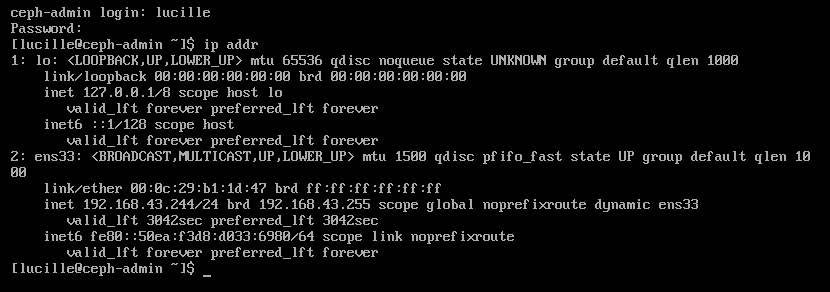 ceph-admin login: lucille
Password:
[lucille@ceph-admin ~]$ ip addr
1: lo: <LOOPBACK,UP,LOWER_UP> mtu 65536 qdisc noqueue state UNKNOWN group default qlen 1000
    link/loopback 00:00:00:00:00:00 brd 00:00:00:00:00:00
    inet 127.0.0.1/8 scope host lo
       valid_lft forever preferred_lft forever
    inet6 ::1/128 scope host
       valid_lft forever preferred_lft forever
2: ens33: <BROADCAST,MULTICAST,UP,LOWER_UP> mtu 1500 qdisc pfifo_fast state UP group default qlen 10
00
    link/ether 00:0c:29:b1:1d:47 brd ff:ff:ff:ff:ff:ff
    inet 192.168.43.244/24 brd 192.168.43.255 scope global noprefixroute dynamic ens33
       valid_lft 3042sec preferred_lft 3042sec
    inet6 fe80::50ea:f3d8:d033:6980/64 scope link noprefixroute
       valid_lft forever preferred_lft forever
[lucille@ceph-admin ~]$ _